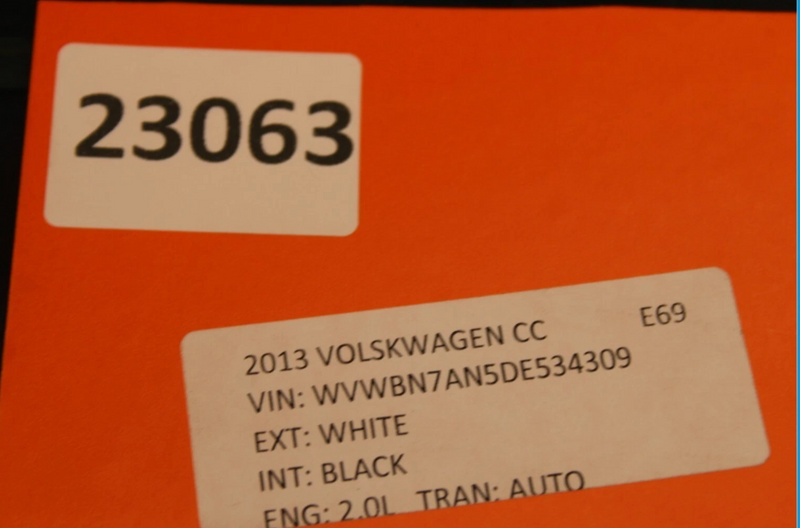 23063
2013 VOLSKWAGEN CC E69
VIN: WVWBN7AN5DE534309
EXT: WHITE
INT: BLACK
ENG: 2.0L TRAN: AUTO